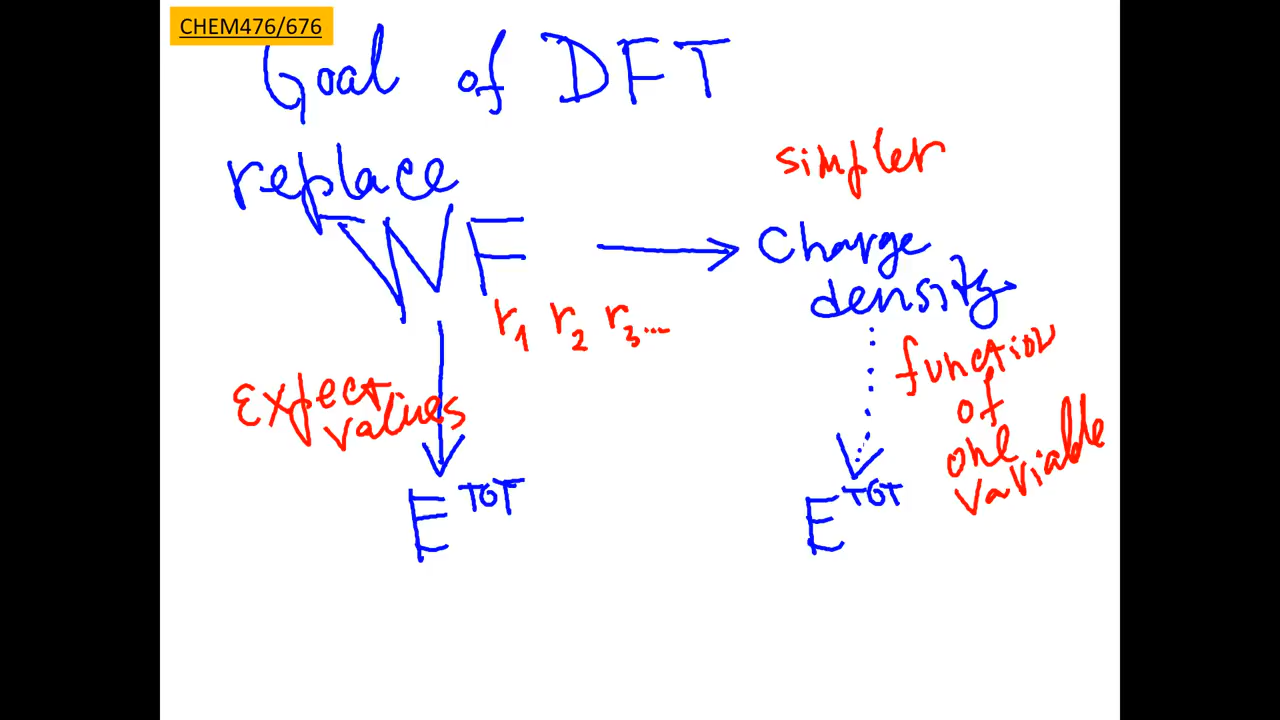 CHEM476/676
Goal of DFT
simpler
replace
WF → Charge
density
r1 r2 r3...
function
of
one
variable
Expect
values
E^TOT E^TOT